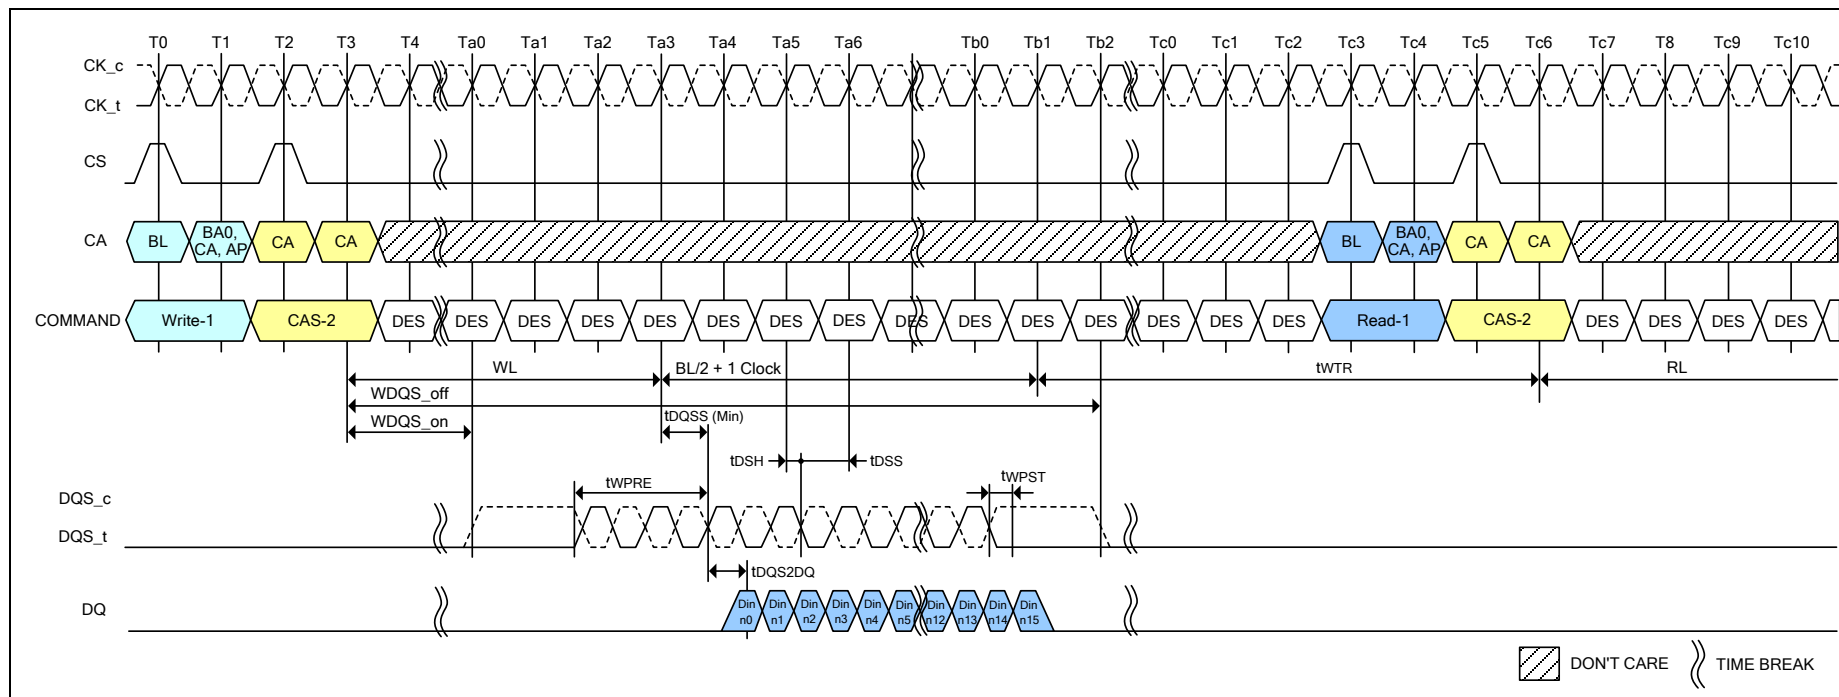 T0 T1 T2 T3 T4 Ta0 Ta1 Ta2 Ta3 Ta4 Ta5 Ta6 Tb0 Tb1 Tb2 Tc0 Tc1 Tc2 Tc3 Tc4 Tc5 Tc6 Tc7 T8 Tc9 Tc10
CK_c
CK_t
CS
CA BL BA0, CA, AP CA CA BL BA0, CA, AP CA CA
COMMAND Write-1 CAS-2 DES DES DES DES DES DES DES DES DES DES DES DES DES DES DES Read-1 CAS-2 DES DES DES DES
WL BL/2 + 1 Clock tWTR RL
WDQS_off
WDQS_on tDQSS (Min)
tDSH tDSS
tWPRE tWPST
DQS_c
DQS_t
tDQS2DQ
DQ Din n0 Din n1 Din n2 Din n3 Din n4 Din n5 Din n12 Din n13 Din n14 Din n15
DON'T CARE TIME BREAK